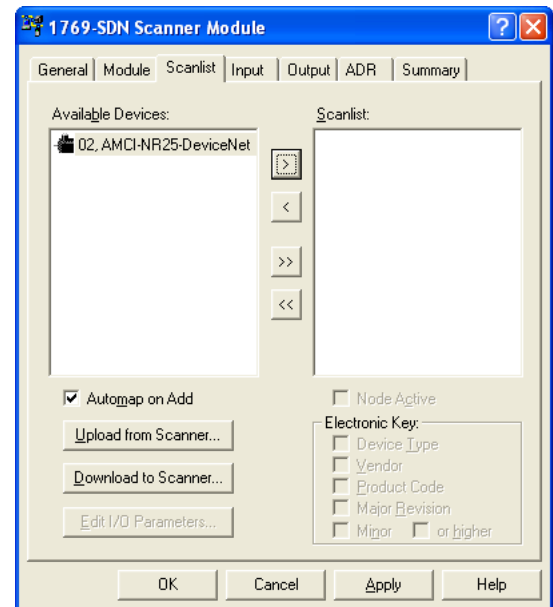 1769-SDN Scanner Module
General Module Scanlist Input Output ADR Summary
Available Devices:
Scanlist:
02, AMCI-NR25-DeviceNet
>
<
>>
<<
Automap on Add
Node Active
Upload from Scanner...
Electronic Key:
Device Type
Vendor
Download to Scanner...
Product Code
Major Revision
Edit I/O Parameters...
Minor or higher
OK Cancel Apply Help